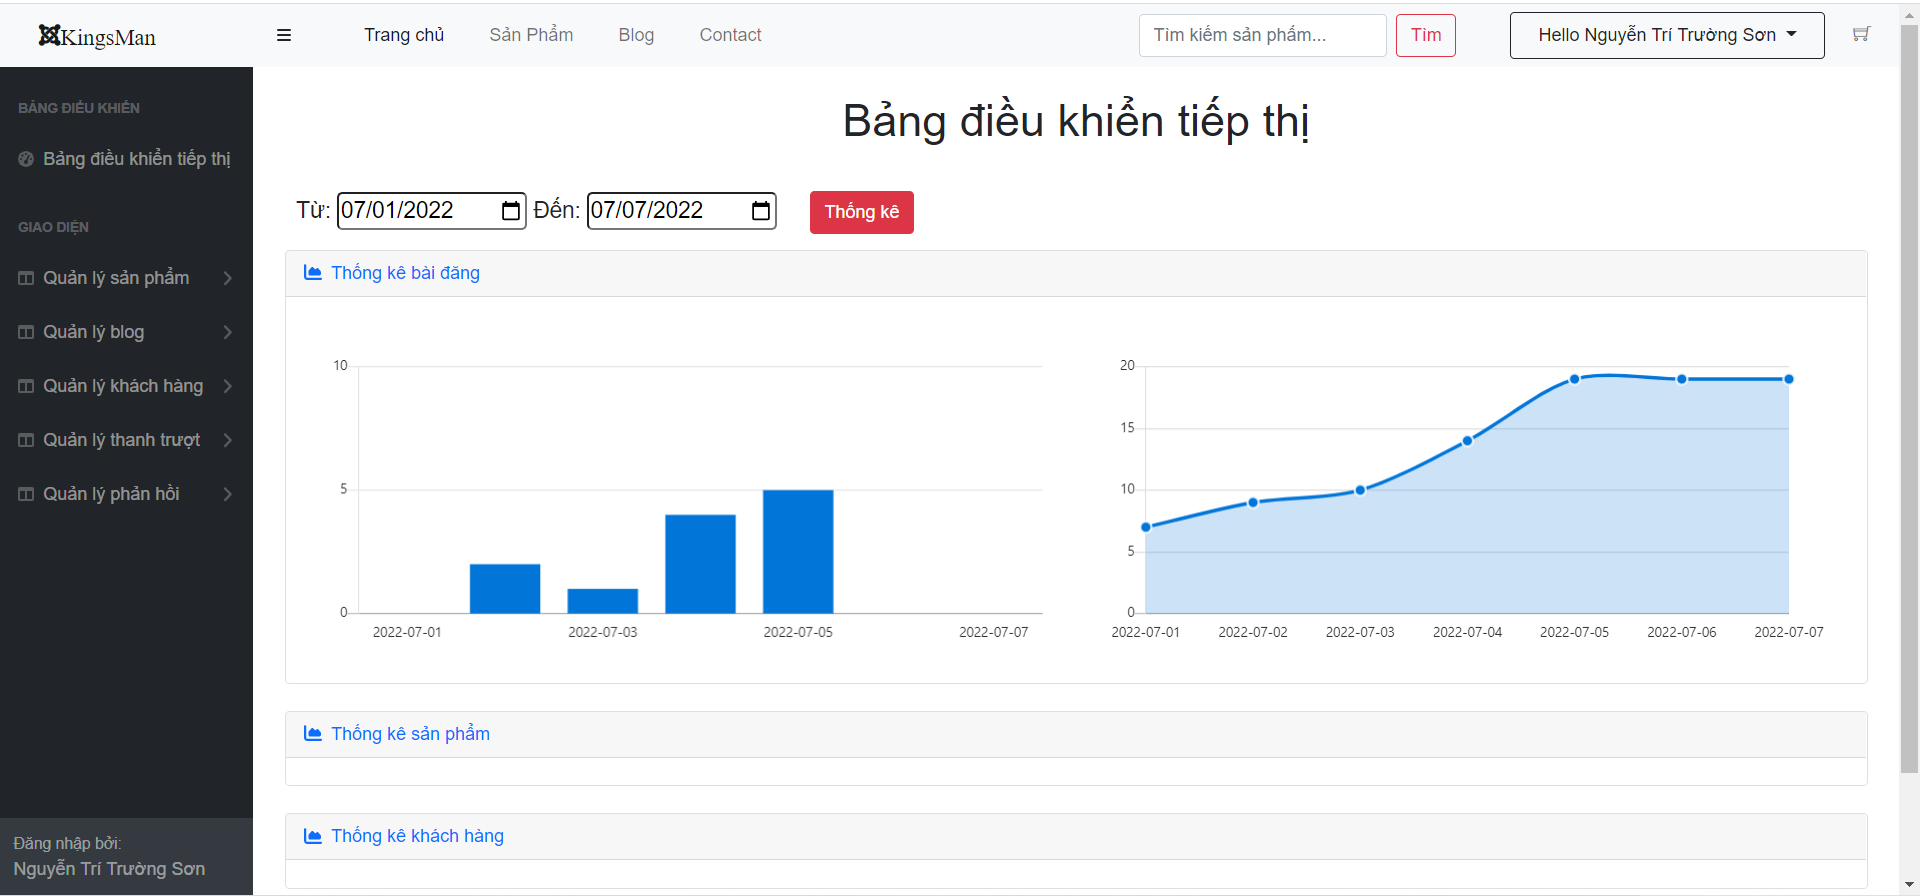 KingsMan
Trang chủ
Sản Phẩm
Blog
Contact
Tìm kiếm sản phẩm...
Tìm
Hello Nguyễn Trí Trường Sơn
BẢNG ĐIỀU KHIỂN
Bảng điều khiển tiếp thị
GIAO DIỆN
Quản lý sản phẩm
Quản lý blog
Quản lý khách hàng
Quản lý thanh trượt
Quản lý phản hồi
Đăng nhập bởi:
Nguyễn Trí Trường Sơn
Bảng điều khiển tiếp thị
Từ: 07/01/2022 Đến: 07/07/2022 Thống kê
Thống kê bài đăng
10
5
0
2022-07-01 2022-07-03 2022-07-05 2022-07-07
20
15
10
5
0
2022-07-01 2022-07-02 2022-07-03 2022-07-04 2022-07-05 2022-07-06 2022-07-07
Thống kê sản phẩm
Thống kê khách hàng